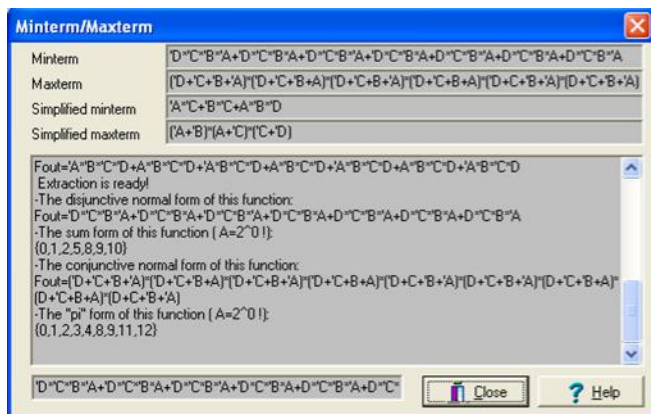 Minterm/Maxterm
Minterm 'D*'C*'B*'A+'D*'C*'B*A+'D*'C*B*'A+'D*C*'B*A+D*'C*'B*'A+D*'C*'B*A+D*'C*B*'A
Maxterm ('D+'C+'B+'A)*('D+'C+'B+A)*('D+'C+B+'A)*('D+'C+B+A)*('D+C+'B+'A)*(D+'C+'B+'A)
Simplified minterm 'A*'C+'B*'C+A*'B*'D
Simplified maxterm ('A+'B)*(A+'C)*('C+'D)
Extraction is ready!
-The disjunctive normal form of this function:
-The sum form of this function ( A=2^0 !):
{0,1,2,5,8,9,10}
-The conjunctive normal form of this function:
Fout=('D+'C+'B+'A)*('D+'C+'B+A)*('D+'C+B+'A)*('D+'C+B+A)*('D+C+'B+'A)*(D+'C+'B+'A)*(D+'C+'B+A)*
(D+'C+B+A)*(D+C+'B+'A)
-The "pi" form of this function ( A=2^0 !):
{0,1,2,3,4,8,9,11,12}
Close
Help